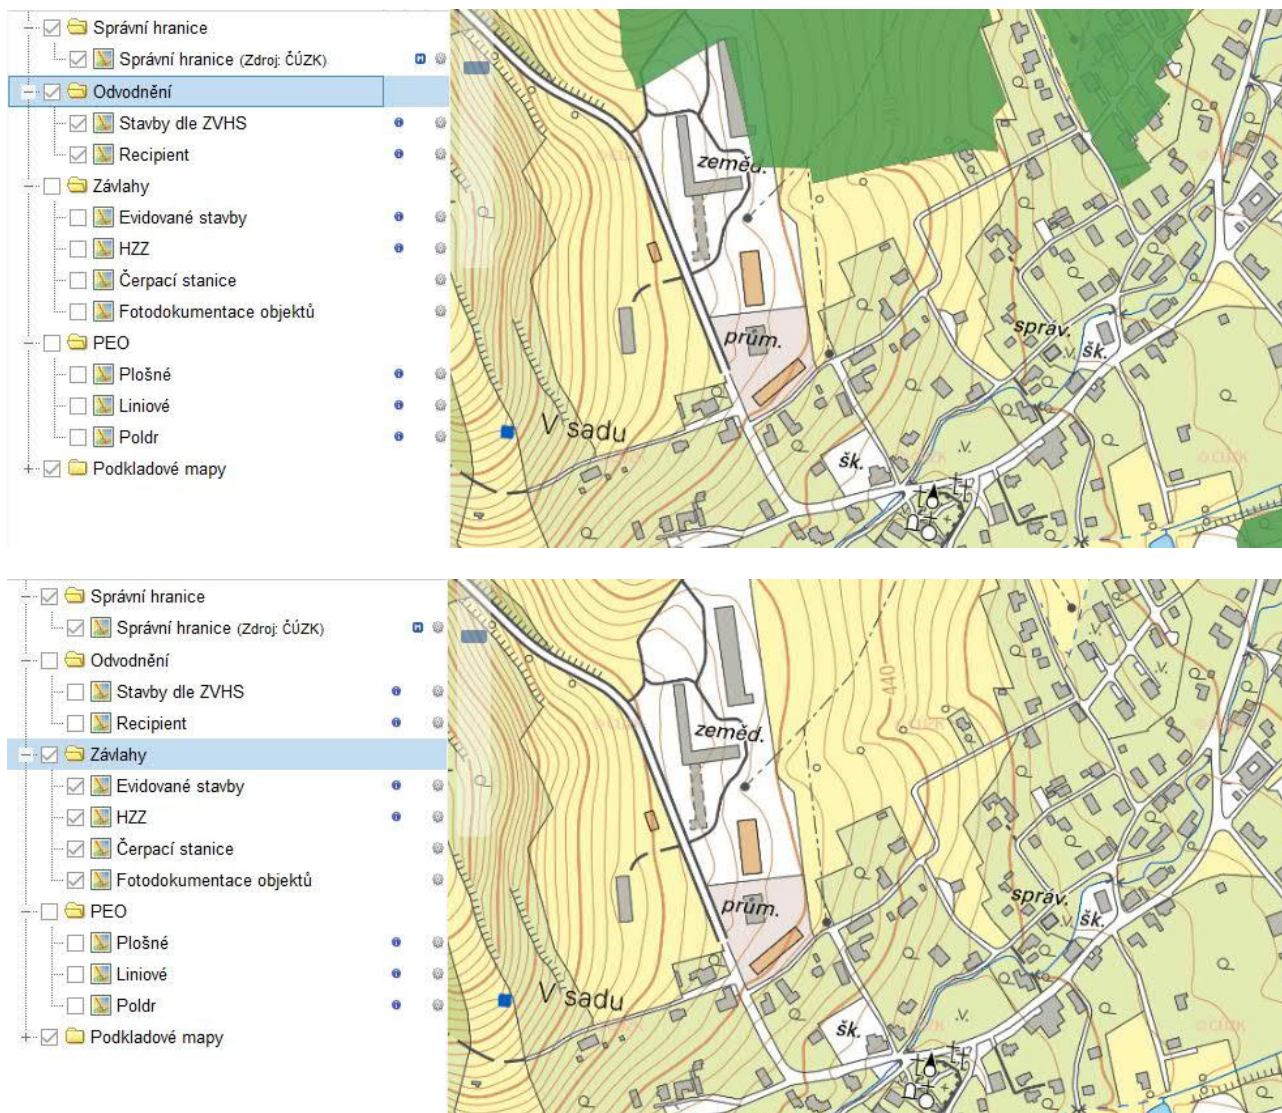 Správní hranice
Správní hranice (Zdroj: ČÚZK)
Odvodnění
Stavby dle ZVHS
Recipient
Závlahy
Evidované stavby
HZZ
Čerpací stanice
Fotodokumentace objektů
PEO
Plošné
Liniové
Poldr
Podkladové mapy
zeměd.
prům.
správ.
.V.
šk.
V sadu
šk.
.V.
©ČÚZK
Správní hranice
Správní hranice (Zdroj: ČÚZK)
Odvodnění
Stavby dle ZVHS
Recipient
Závlahy
Evidované stavby
HZZ
Čerpací stanice
Fotodokumentace objektů
PEO
Plošné
Liniové
Poldr
Podkladové mapy
440
.V.
zeměd.
prům.
správ.
.V.
šk.
V sadu
šk.
.V.
©ČÚZK